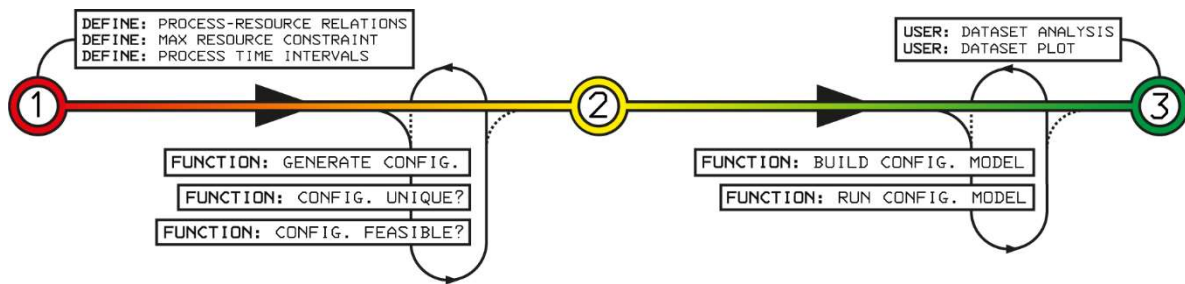 DEFINE: PROCESS-RESOURCE RELATIONS
DEFINE: MAX RESOURCE CONSTRAINT
DEFINE: PROCESS TIME INTERVALS
USER: DATASET ANALYSIS
USER: DATASET PLOT
1
2
3
FUNCTION: GENERATE CONFIG.
FUNCTION: CONFIG. UNIQUE?
FUNCTION: CONFIG. FEASIBLE?
FUNCTION: BUILD CONFIG. MODEL
FUNCTION: RUN CONFIG. MODEL